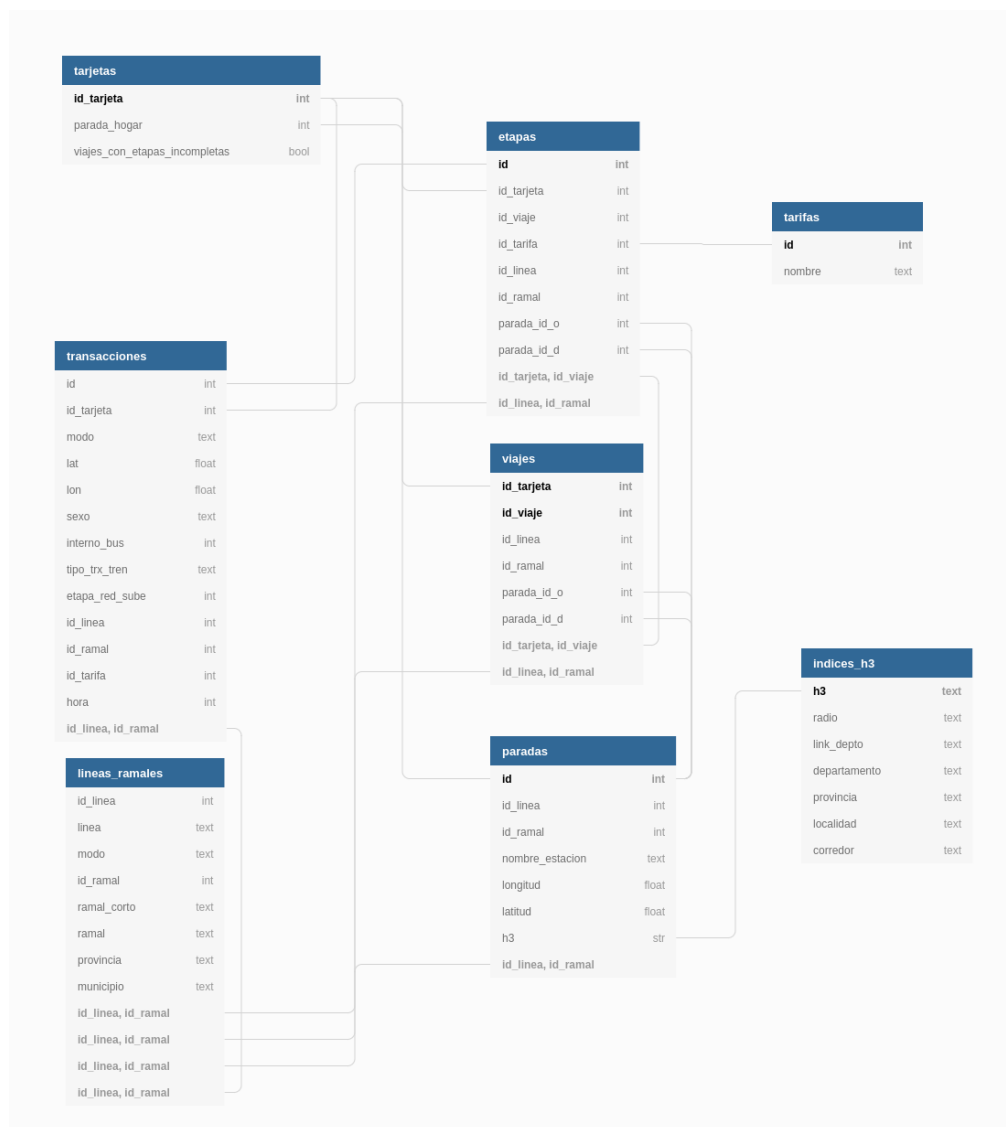 tarjetas
id_tarjeta int
parada_hogar int
viajes_con_etapas_incompletas bool
etapas
id int
id_tarjeta int
id_viaje int
id_tarifa int
id_linea int
id_ramal int
parada_id_o int
parada_id_d int
id_tarjeta, id_viaje
id_linea, id_ramal
tarifas
id int
nombre text
transacciones
id int
id_tarjeta int
modo text
lat float
lon float
sexo text
interno_bus int
tipo_trx_tren text
etapa_red_sube int
id_linea int
id_ramal int
id_tarifa int
hora int
id_linea, id_ramal
viajes
id_tarjeta int
id_viaje int
id_linea int
id_ramal int
parada_id_o int
parada_id_d int
id_tarjeta, id_viaje
id_linea, id_ramal
indices_h3
h3 text
radio text
link_depto text
departamento text
provincia text
localidad text
corredor text
paradas
id int
id_linea int
id_ramal int
nombre_estacion text
longitud float
latitud float
h3 str
id_linea, id_ramal
lineas_ramales
id_linea int
linea text
modo text
id_ramal int
ramal_corto text
ramal text
provincia text
municipio text
id_linea, id_ramal
id_linea, id_ramal
id_linea, id_ramal
id_linea, id_ramal